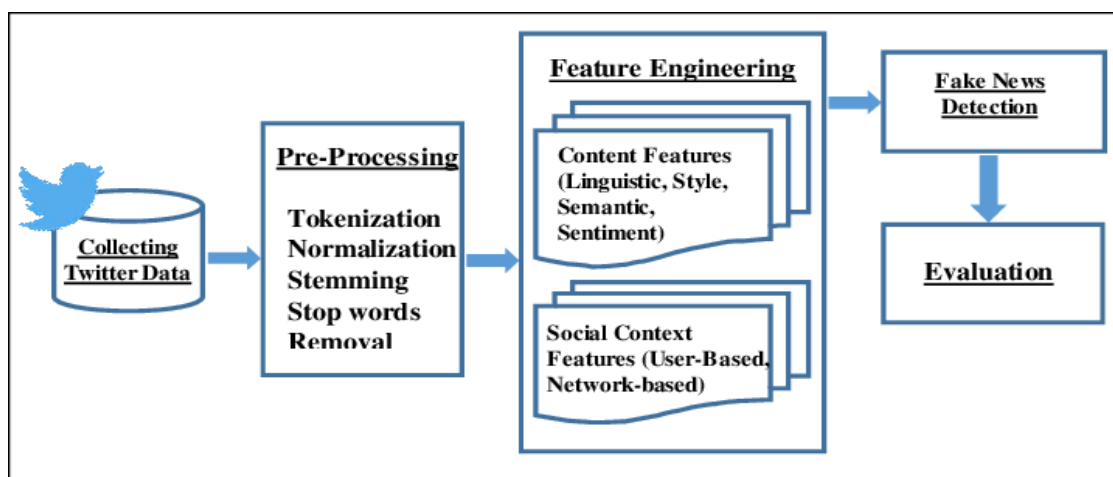 Collecting
Twitter Data
Pre-Processing
Tokenization
Normalization
Stemming
Stop words
Removal
Feature Engineering
Content Features
(Linguistic, Style,
Semantic,
Sentiment)
Social Context
Features (User-Based,
Network-based)
Fake News
Detection
Evaluation